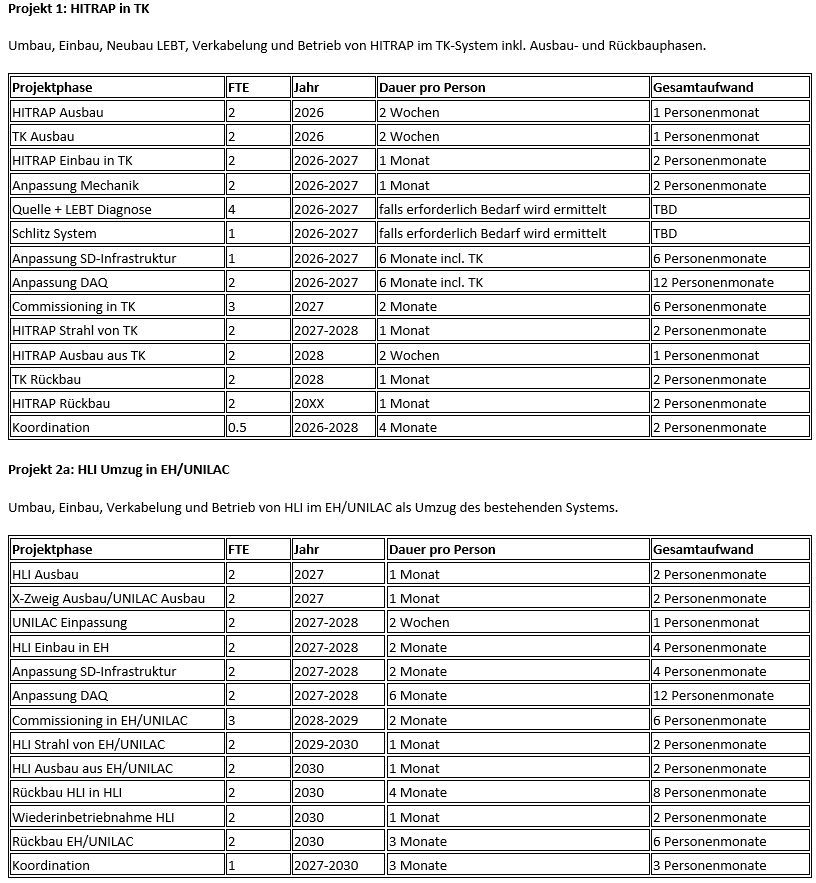 Projekt 1: HITRAP in TK
Umbau, Einbau, Neubau LEBT, Verkabelung und Betrieb von HITRAP im TK-System inkl. Ausbau- und Rückbauphasen.
Projektphase FTE Jahr Dauer pro Person Gesamtaufwand
HITRAP Ausbau 2 2026 2 Wochen 1 Personenmonat
TK Ausbau 2 2026 2 Wochen 1 Personenmonat
HITRAP Einbau in TK 2 2026-2027 1 Monat 2 Personenmonate
Anpassung Mechanik 2 2026-2027 1 Monat 2 Personenmonate
Quelle + LEBT Diagnose 4 2026-2027 falls erforderlich Bedarf wird ermittelt TBD
Schlitz System 1 2026-2027 falls erforderlich Bedarf wird ermittelt TBD
Anpassung SD-Infrastruktur 1 2026-2027 6 Monate incl. TK 6 Personenmonate
Anpassung DAQ 2 2026-2027 6 Monate incl. TK 12 Personenmonate
Commissioning in TK 3 2027 2 Monate 6 Personenmonate
HITRAP Strahl von TK 2 2027-2028 1 Monat 2 Personenmonate
HITRAP Ausbau aus TK 2 2028 2 Wochen 1 Personenmonat
TK Rückbau 2 2028 1 Monat 2 Personenmonate
HITRAP Rückbau 2 20XX 1 Monat 2 Personenmonate
Koordination 0.5 2026-2028 4 Monate 2 Personenmonate
Projekt 2a: HLI Umzug in EH/UNILAC
Umbau, Einbau, Verkabelung und Betrieb von HLI im EH/UNILAC als Umzug des bestehenden Systems.
Projektphase FTE Jahr Dauer pro Person Gesamtaufwand
HLI Ausbau 2 2027 1 Monat 2 Personenmonate
X-Zweig Ausbau/UNILAC Ausbau 2 2027 1 Monat 2 Personenmonate
UNILAC Einpassung 2 2027-2028 2 Wochen 1 Personenmonat
HLI Einbau in EH 2 2027-2028 2 Monate 4 Personenmonate
Anpassung SD-Infrastruktur 2 2027-2028 2 Monate 4 Personenmonate
Anpassung DAQ 2 2027-2028 6 Monate 12 Personenmonate
Commissioning in EH/UNILAC 3 2028-2029 2 Monate 6 Personenmonate
HLI Strahl von EH/UNILAC 2 2029-2030 1 Monat 2 Personenmonate
HLI Ausbau aus EH/UNILAC 2 2030 1 Monat 2 Personenmonate
Rückbau HLI in HLI 2 2030 4 Monate 8 Personenmonate
Wiederinbetriebnahme HLI 2 2030 1 Monat 2 Personenmonate
Rückbau EH/UNILAC 2 2030 3 Monate 6 Personenmonate
Koordination 1 2027-2030 3 Monate 3 Personenmonate